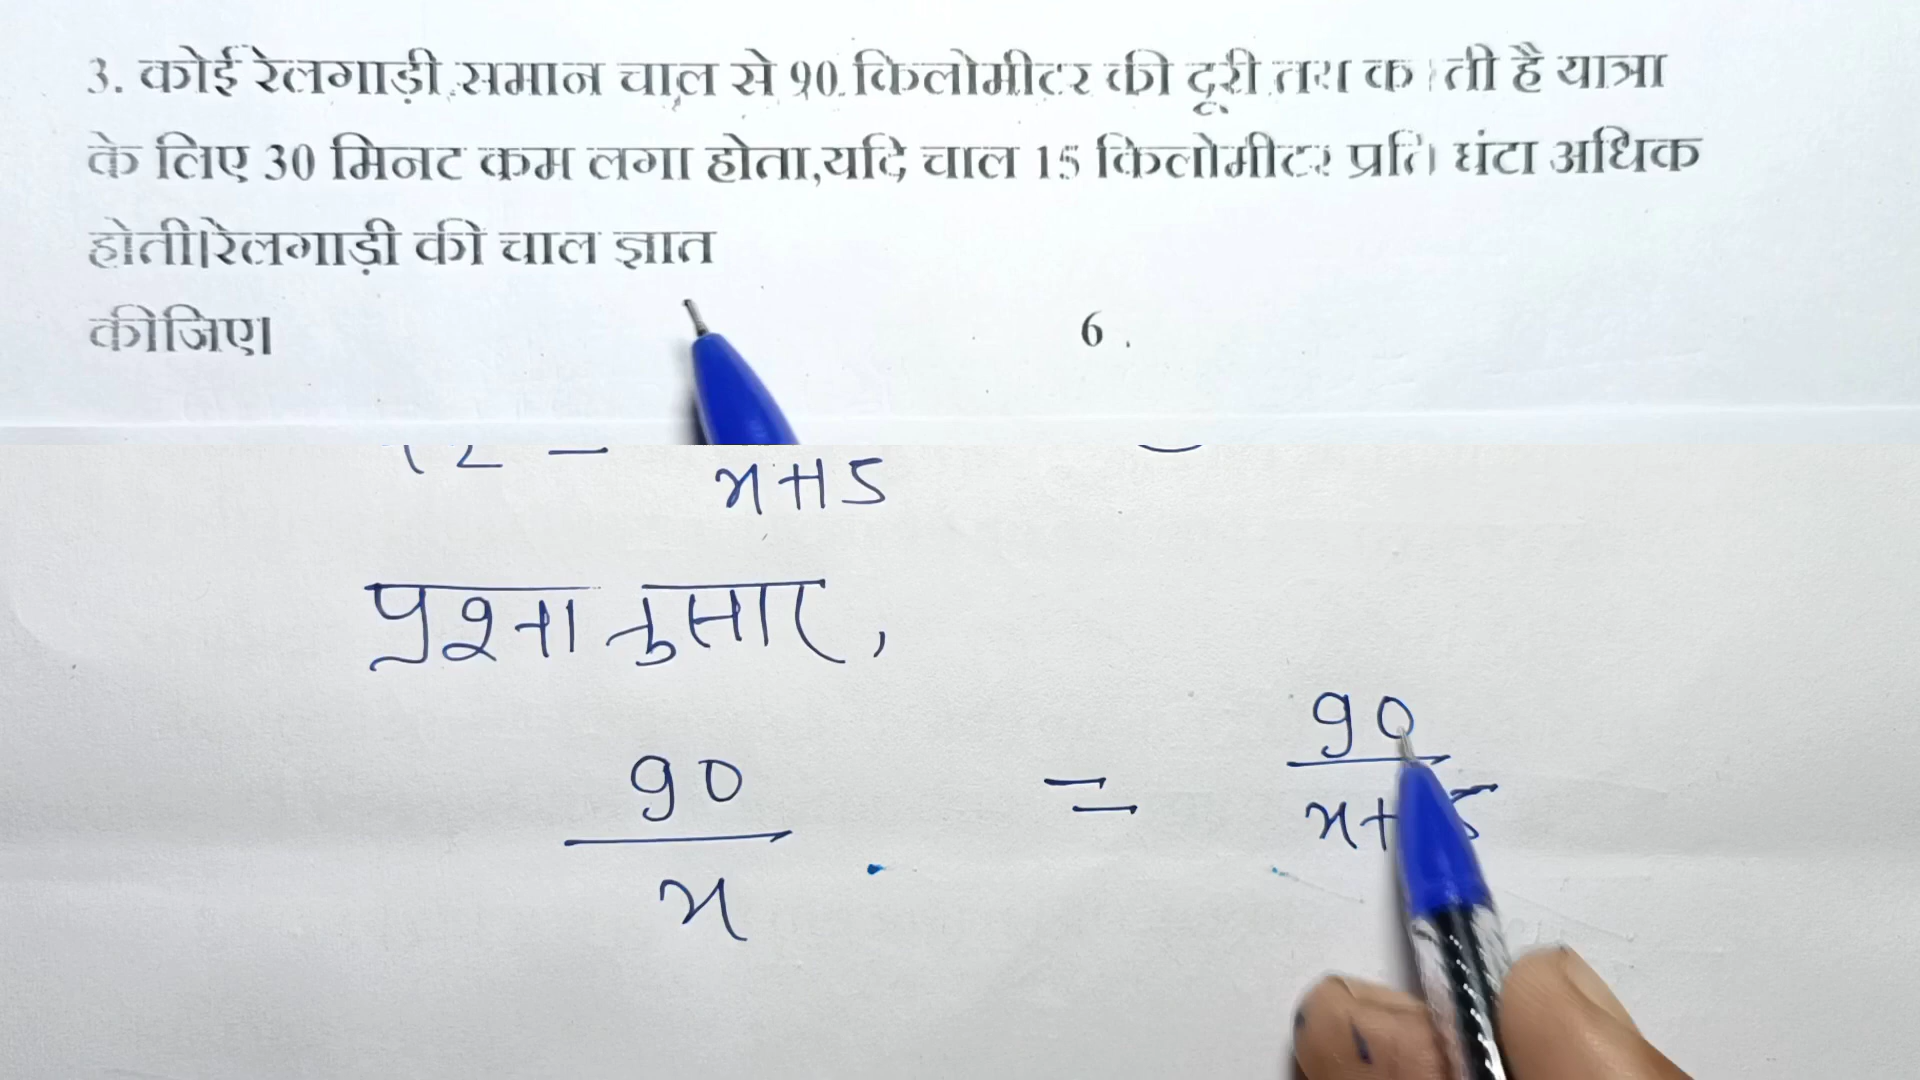 3. कोई रेलगाड़ी समान चाल से 90 किलोमीटर की दूरी तय करती है यात्रा
के लिए 30 मिनट कम लगा होता,यदि चाल 15 किलोमीटर प्रति घंटा अधिक
होती।रेलगाड़ी की चाल ज्ञात
कीजिए। 6 .
x+15
प्रश्नानुसार,
90/x = 90/x+15